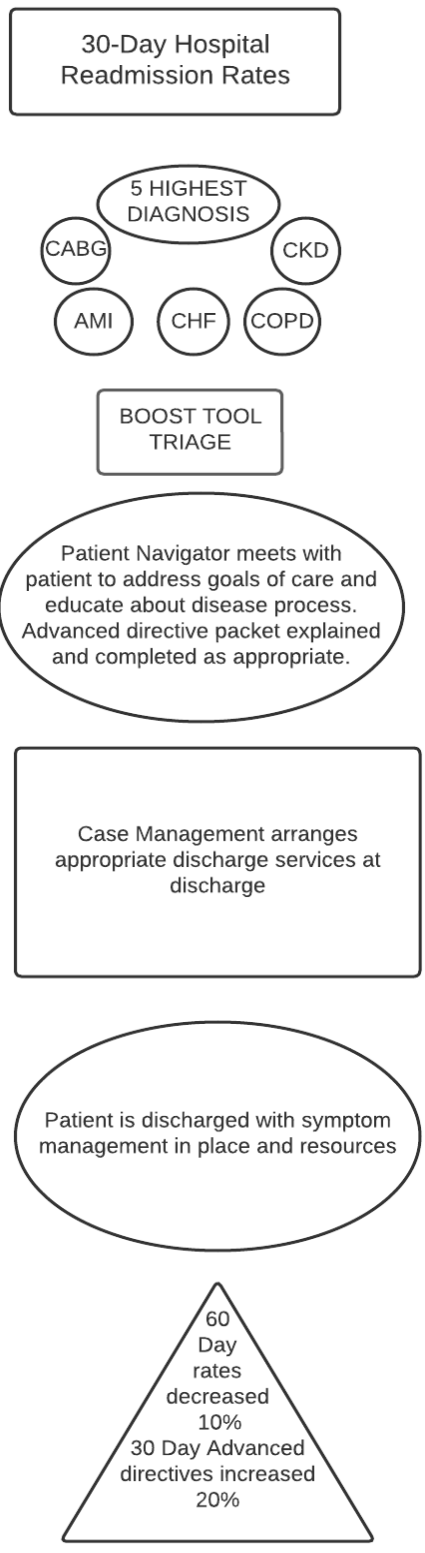 30-Day Hospital
Readmission Rates
5 HIGHEST
DIAGNOSIS
CABG
CKD
AMI
CHF
COPD
BOOST TOOL
TRIAGE
Patient Navigator meets with
patient to address goals of care and
educate about disease process.
Advanced directive packet explained
and completed as appropriate.
Case Management arranges
appropriate discharge services at
discharge
Patient is discharged with symptom
management in place and resources
60
Day
rates
decreased
10%
30 Day Advanced
directives increased
20%